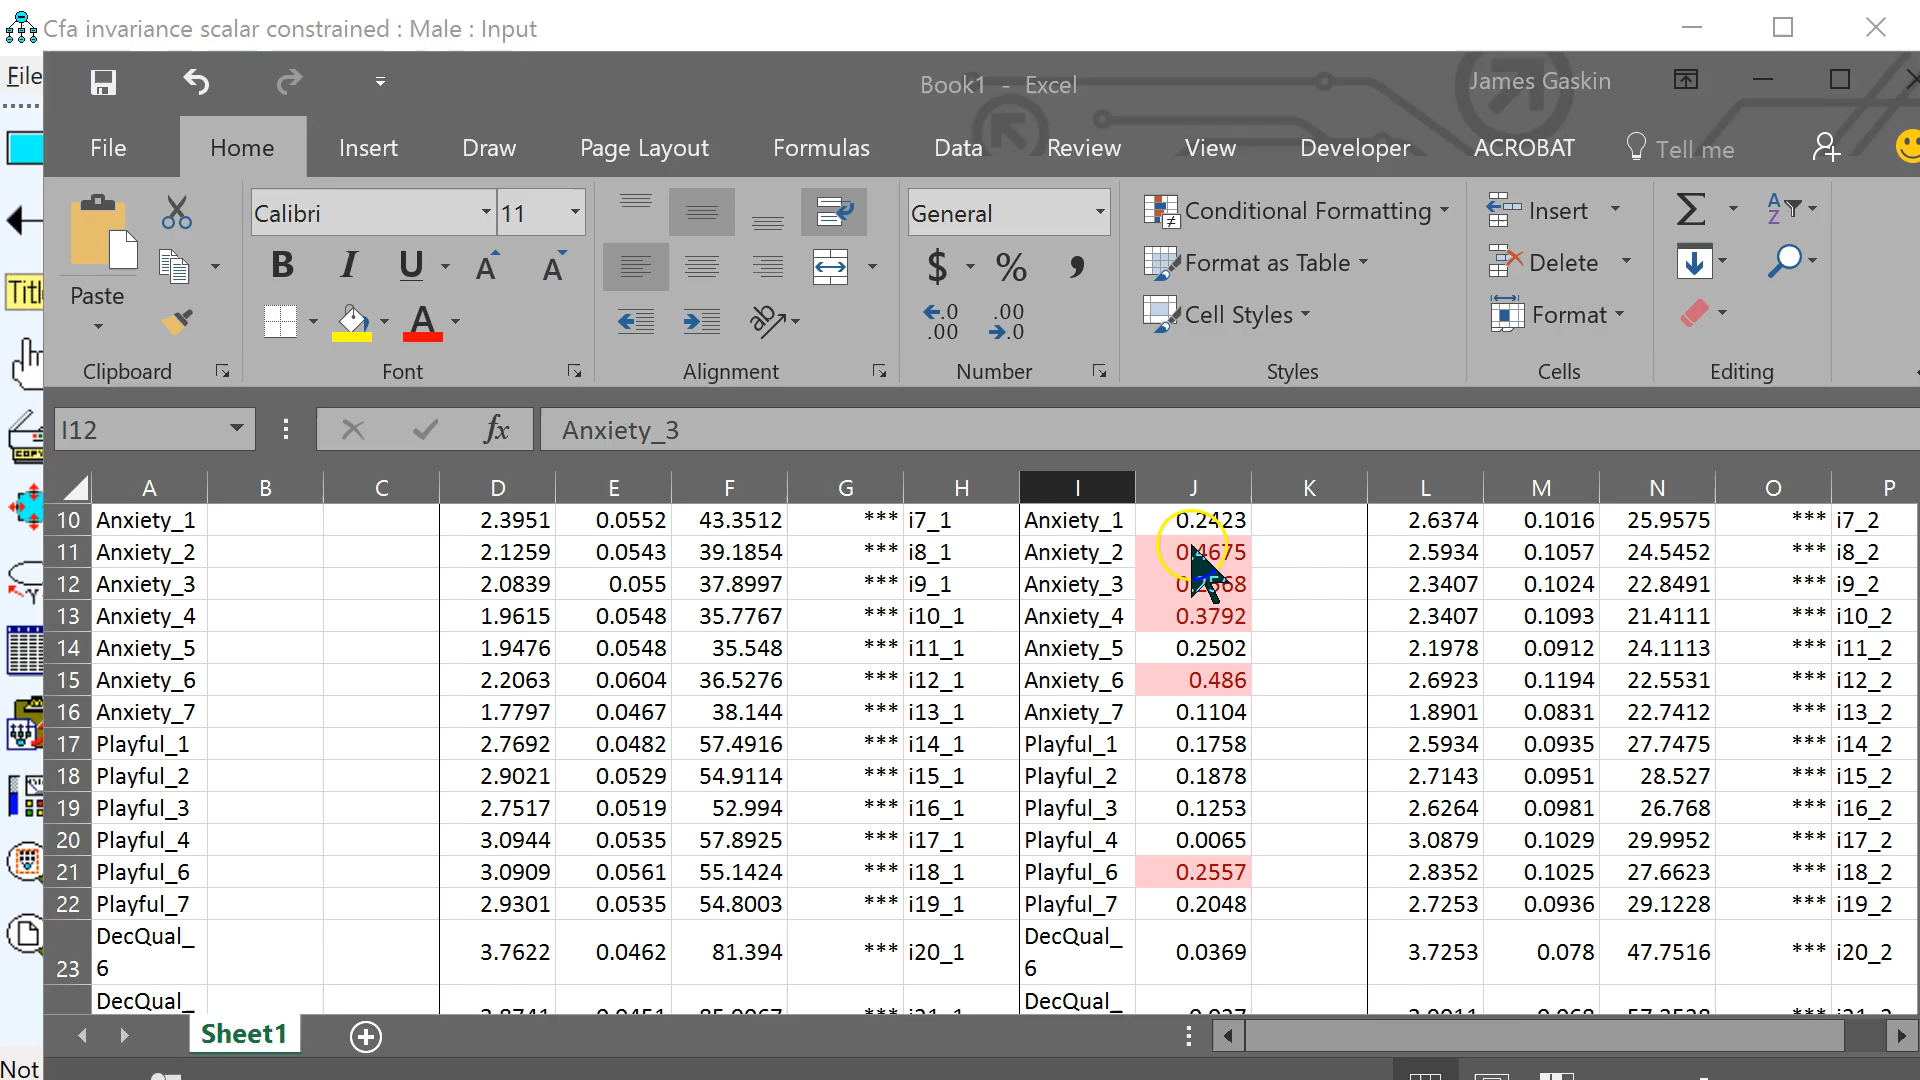 Cfa invariance scalar constrained : Male : Input
File
Book1 - Excel
James Gaskin
File Home Insert Draw Page Layout Formulas Data Review View Developer ACROBAT Tell me
Calibri 11 General Conditional Formatting Insert
B I U A A $ % , Format as Table Delete
Paste A Cell Styles Format
Clipboard Font Alignment Number Styles Cells Editing
I12 fx Anxiety_3
A B C D E F G H I J K L M N O P
10 Anxiety_1 2.3951 0.0552 43.3512 *** i7_1 Anxiety_1 0.2423 2.6374 0.1016 25.9575 *** i7_2
11 Anxiety_2 2.1259 0.0543 39.1854 *** i8_1 Anxiety_2 0.4675 2.5934 0.1057 24.5452 *** i8_2
12 Anxiety_3 2.0839 0.055 37.8997 *** i9_1 Anxiety_3 2.3407 0.1024 22.8491 *** i9_2
13 Anxiety_4 1.9615 0.0548 35.7767 *** i10_1 Anxiety_4 0.3792 2.3407 0.1093 21.4111 *** i10_2
14 Anxiety_5 1.9476 0.0548 35.548 *** i11_1 Anxiety_5 0.2502 2.1978 0.0912 24.1113 *** i11_2
15 Anxiety_6 2.2063 0.0604 36.5276 *** i12_1 Anxiety_6 0.486 2.6923 0.1194 22.5531 *** i12_2
16 Anxiety_7 1.7797 0.0467 38.144 *** i13_1 Anxiety_7 0.1104 1.8901 0.0831 22.7412 *** i13_2
17 Playful_1 2.7692 0.0482 57.4916 *** i14_1 Playful_1 0.1758 2.5934 0.0935 27.7475 *** i14_2
18 Playful_2 2.9021 0.0529 54.9114 *** i15_1 Playful_2 0.1878 2.7143 0.0951 28.527 *** i15_2
19 Playful_3 2.7517 0.0519 52.994 *** i16_1 Playful_3 0.1253 2.6264 0.0981 26.768 *** i16_2
20 Playful_4 3.0944 0.0535 57.8925 *** i17_1 Playful_4 0.0065 3.0879 0.1029 29.9952 *** i17_2
21 Playful_6 3.0909 0.0561 55.1424 *** i18_1 Playful_6 0.2557 2.8352 0.1025 27.6623 *** i18_2
22 Playful_7 2.9301 0.0535 54.8003 *** i19_1 Playful_7 0.2048 2.7253 0.0936 29.1228 *** i19_2
DecQual_ DecQual_
23 6 3.7622 0.0462 81.394 *** i20_1 6 0.0369 3.7253 0.078 47.7516 *** i20_2
DecQual_ DecQual_
Sheet1
Not